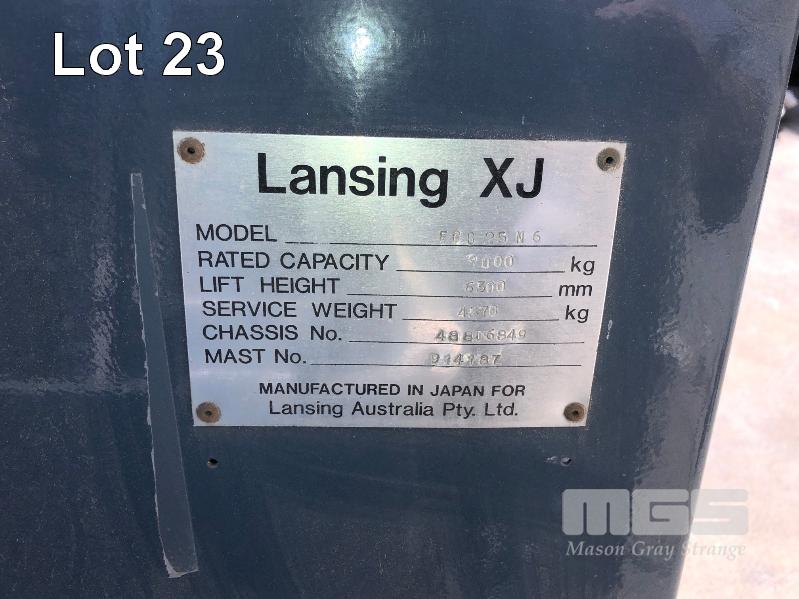 Lot 23
Lansing XJ
MODEL
RATED CAPACITY kg
LIFT HEIGHT 6500 mm
SERVICE WEIGHT kg
CHASSIS No.
MAST No.
MANUFACTURED IN JAPAN FOR
Lansing Australia Pty. Ltd.
MGS
Mason Gray Strange